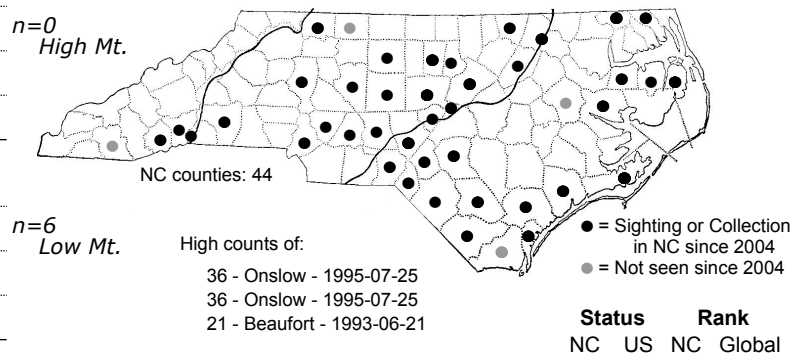 n=0
High Mt.
NC counties: 44
n=6
Low Mt.
High counts of:
36 - Onslow - 1995-07-25
36 - Onslow - 1995-07-25
21 - Beaufort - 1993-06-21
= Sighting or Collection
in NC since 2004
= Not seen since 2004
Status Rank
NC US NC Global